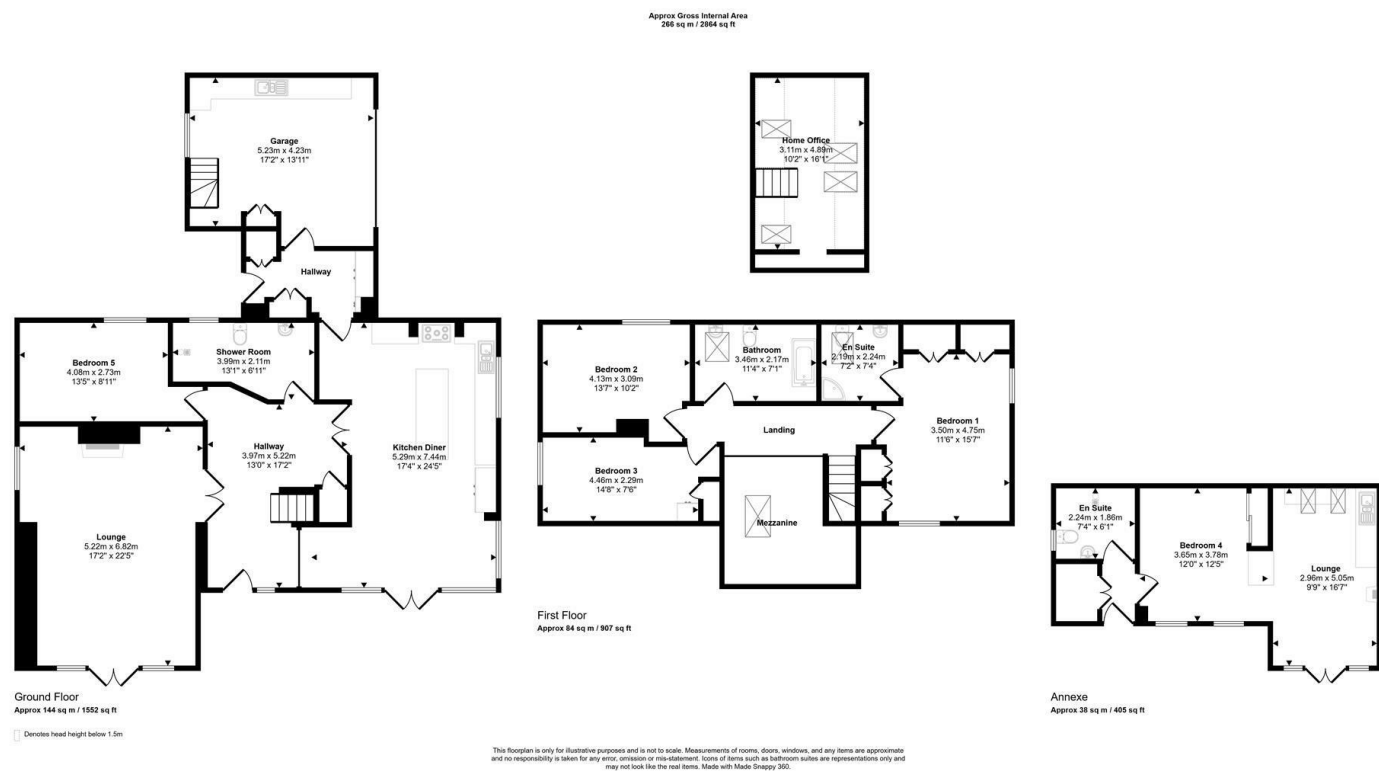 Approx Gross Internal Area
266 sq m / 2864 sq ft
Garage
5.23m x 4.23m
17'2" x 13'11"
Hallway
Bedroom 5
4.08m x 2.73m
13'5" x 8'11"
Shower Room
3.99m x 2.11m
13'1" x 6'11"
Hallway
3.97m x 5.22m
13'0" x 17'2"
Kitchen Diner
5.29m x 7.44m
17'4" x 24'5"
Lounge
5.22m x 6.82m
17'2" x 22'5"
Ground Floor
Approx 144 sq m / 1552 sq ft
Denotes head height below 1.5m
Home Office
3.11m x 4.89m
10'2" x 16'1"
Bedroom 2
4.13m x 3.09m
13'7" x 10'2"
Bathroom
3.46m x 2.17m
11'4" x 7'1"
En Suite
2.19m x 2.24m
7'2" x 7'4"
Bedroom 1
3.50m x 4.75m
11'6" x 15'7"
Landing
Bedroom 3
4.46m x 2.29m
14'8" x 7'6"
Mezzanine
First Floor
Approx 84 sq m / 907 sq ft
En Suite
2.24m x 1.86m
7'4" x 6'1"
Bedroom 4
3.65m x 3.78m
12'0" x 12'5"
Lounge
2.96m x 5.05m
9'9" x 16'7"
Annexe
Approx 38 sq m / 405 sq ft
This floorplan is only for illustrative purposes and is not to scale. Measurements of rooms, doors, windows, and any items are approximate
and no responsibility is taken for any error, omission or mis-statement. Icons of items such as bathroom suites are representations only and
may not look like the real items. Made with Made Snappy 360.